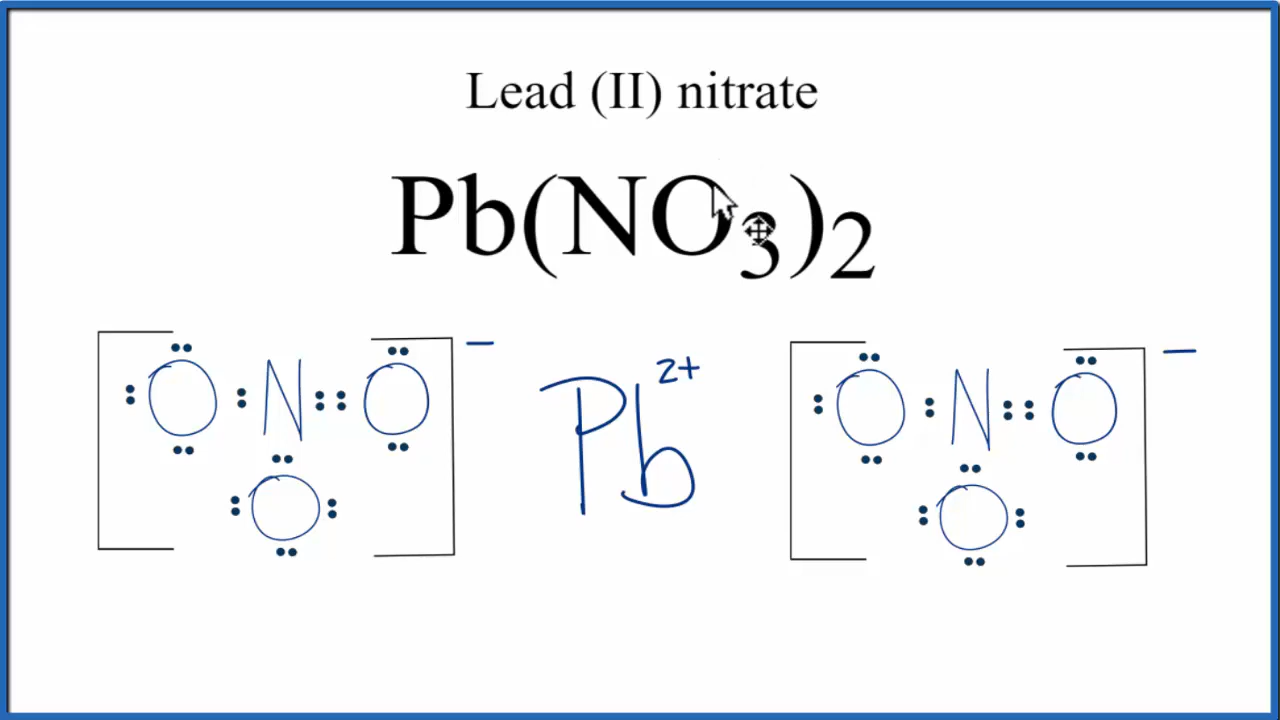 Lead (II) nitrate
Pb(NO₃)₂
O N O − Pb²⁺ O N O −
O O